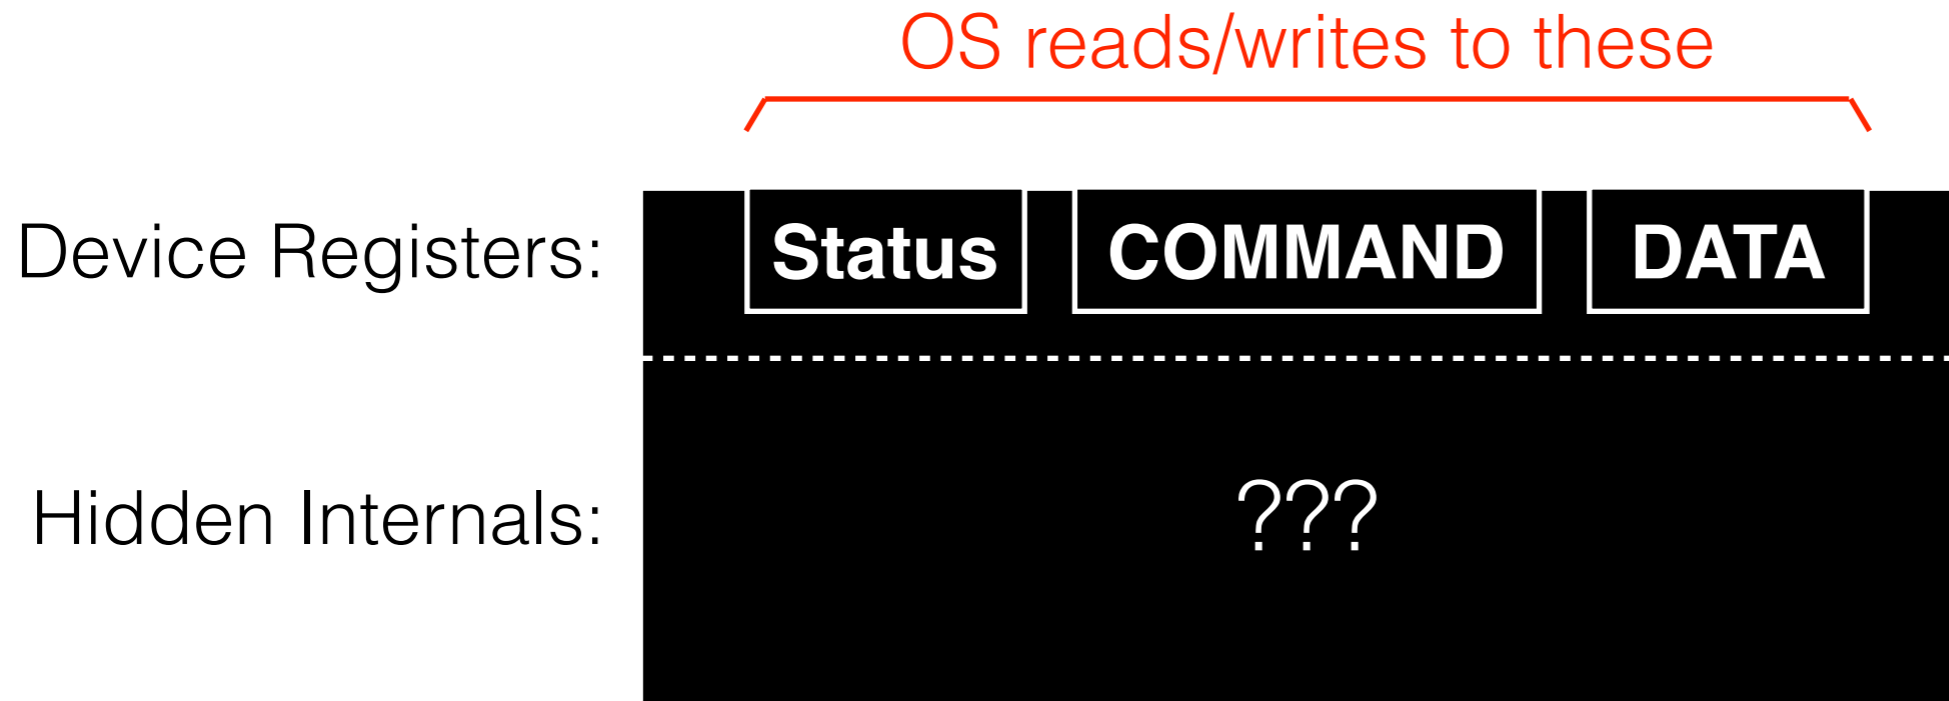 OS reads/writes to these
Device Registers: Status COMMAND DATA
Hidden Internals: ???